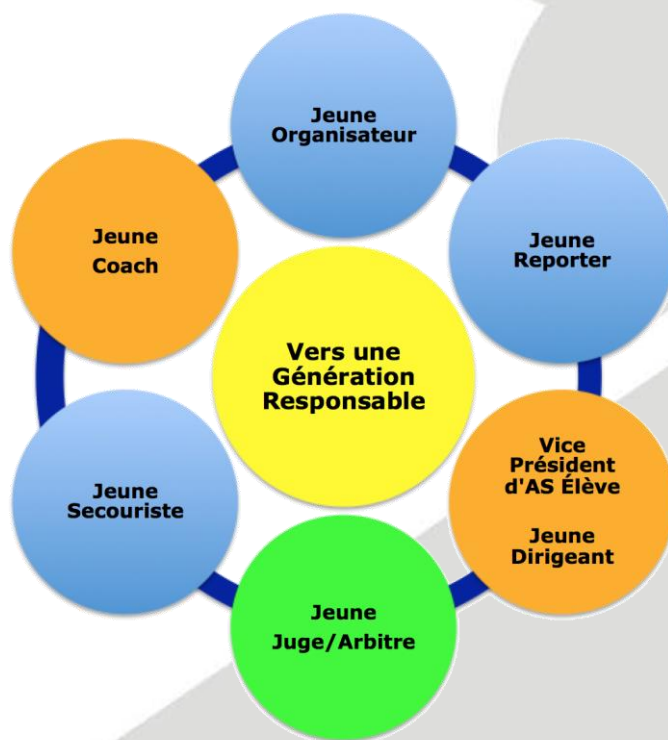 Jeune
Organisateur
Jeune
Reporter
Vice
Président
d'AS Élève
Jeune
Dirigeant
Jeune
Juge/Arbitre
Jeune
Secouriste
Jeune
Coach
Vers une
Génération
Responsable